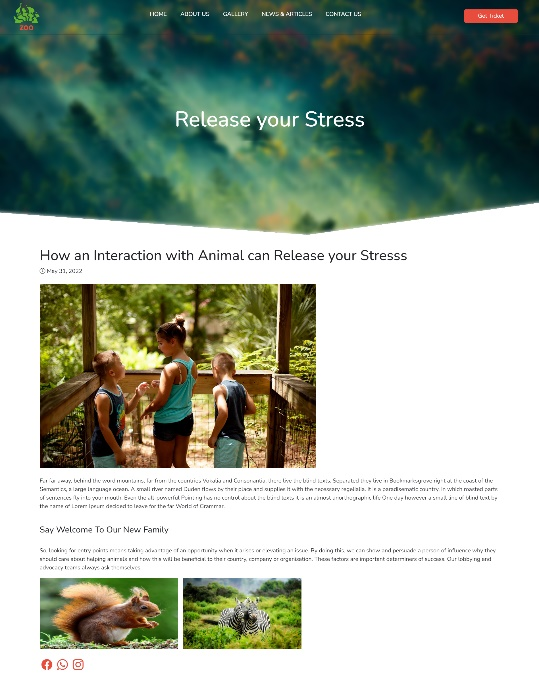 ZOO
HOME ABOUT US GALLERY NEWS & ARTICLES CONTACT US
Get Ticket
Release your Stress
How an Interaction with Animal can Release your Stresss
May 31, 2022
Far far away, behind the word mountains, far from the countries Vokalia and Consonantia, there live the blind texts. Separated they live in Bookmarksgrove right at the coast of the
Semantics, a large language ocean. A small river named Duden flows by their place and supplies it with the necessary regelialia. It is a paradisematic country, in which roasted parts
of sentences fly into your mouth. Even the all-powerful Pointing has no control about the blind texts it is an almost unorthographic life One day however a small line of blind text by
the name of Lorem Ipsum decided to leave for the far World of Grammar.
Say Welcome To Our New Family
So, looking for entry points means taking advantage of an opportunity when it arises or elevating an issue. By doing this, we can show and persuade a person of influence why they
should care about helping animals and how this will be beneficial to their country, company or organisation. These factors are important determiners of success. Our lobbying and
advocacy teams always ask themselves: